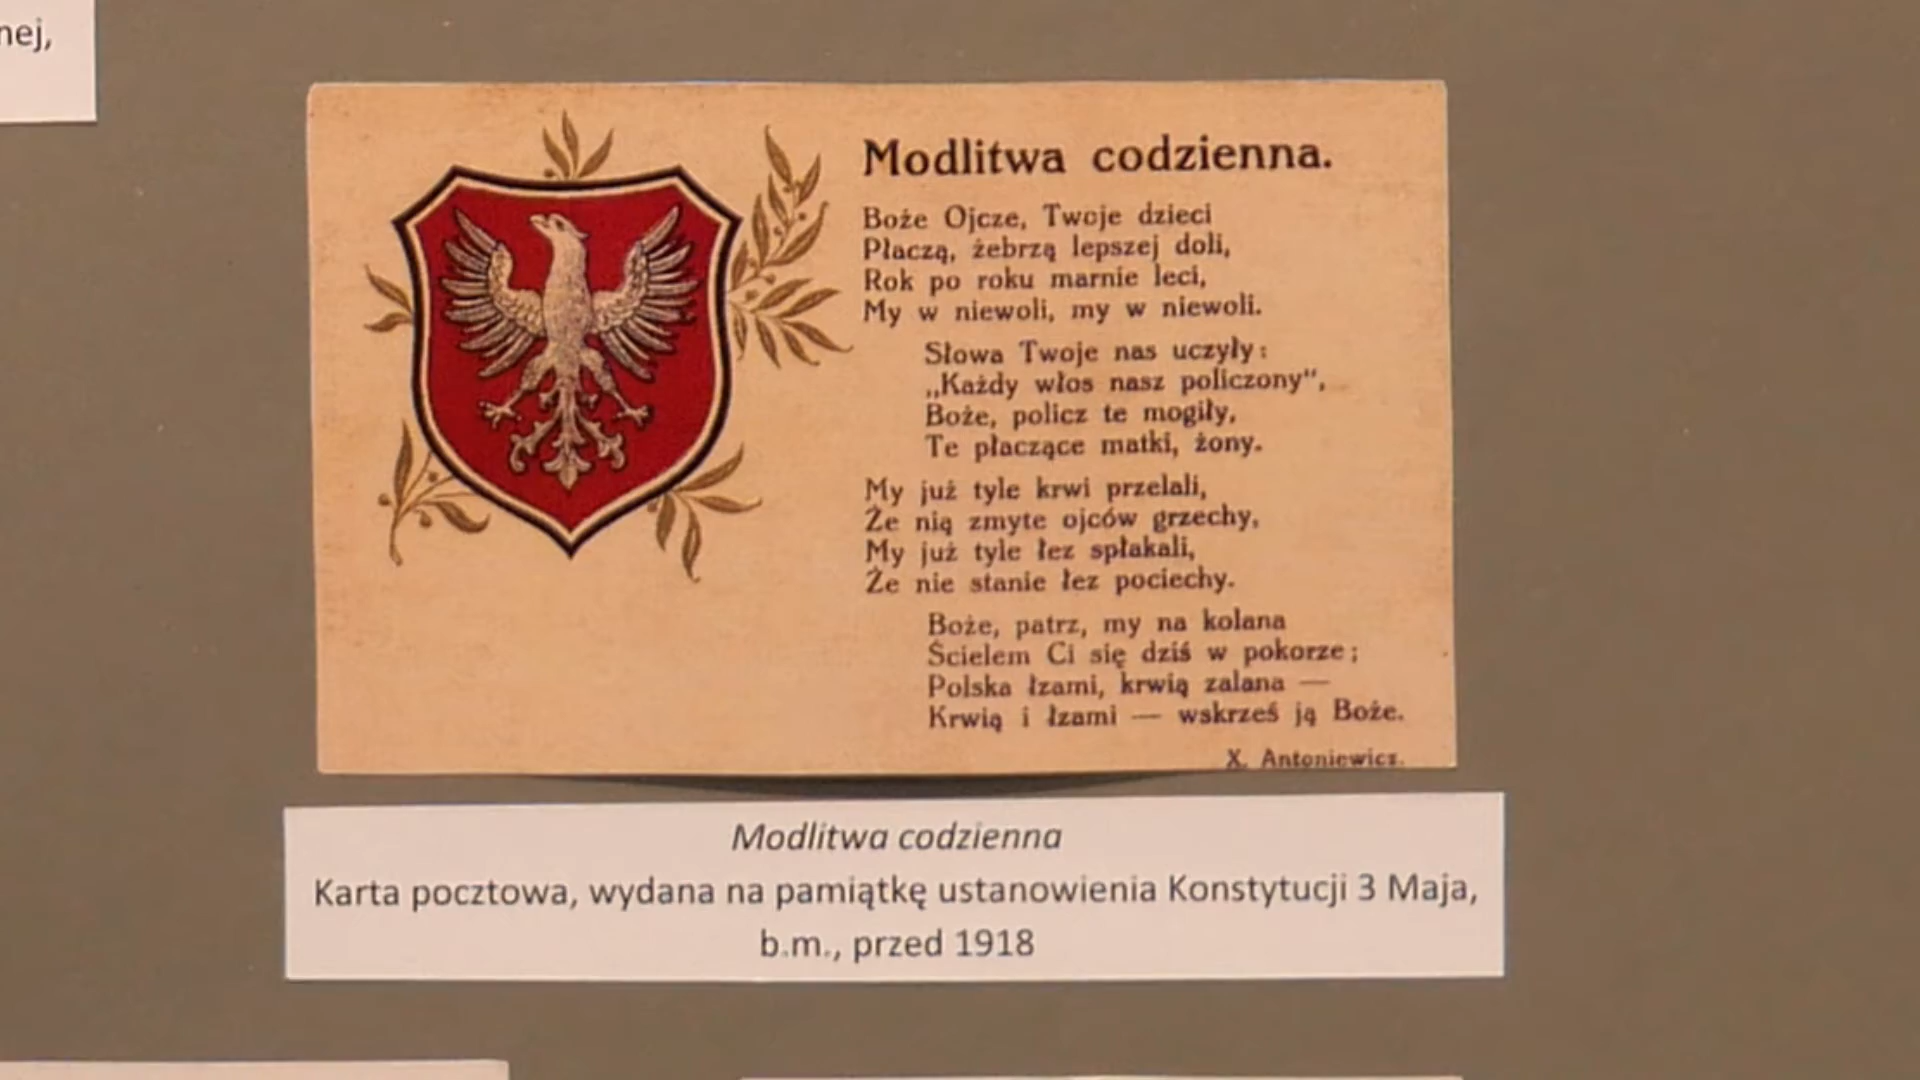 nej,
Modlitwa codzienna.
Boże Ojcze, Twoje dzieci
Płaczą, żebrzą lepszej doli,
Rok po roku marnie leci,
My w niewoli, my w niewoli.
Słowa Twoje nas uczyły:
„Każdy włos nasz policzony“,
Boże, policz te mogiły,
Te płaczące matki, żony.
My już tyle krwi przelali,
Że nią zmyte ojców grzechy,
My już tyle łez spłakali,
Że nie stanie łez pociechy.
Boże, patrz, my na kolana
Ścielem Ci się dziś w pokorze;
Polska łzami, krwią zalana —
Krwią i łzami — wskrześ ją Boże.
X. Antoniewicz.
Modlitwa codzienna
Karta pocztowa, wydana na pamiątkę ustanowienia Konstytucji 3 Maja,
b.m., przed 1918